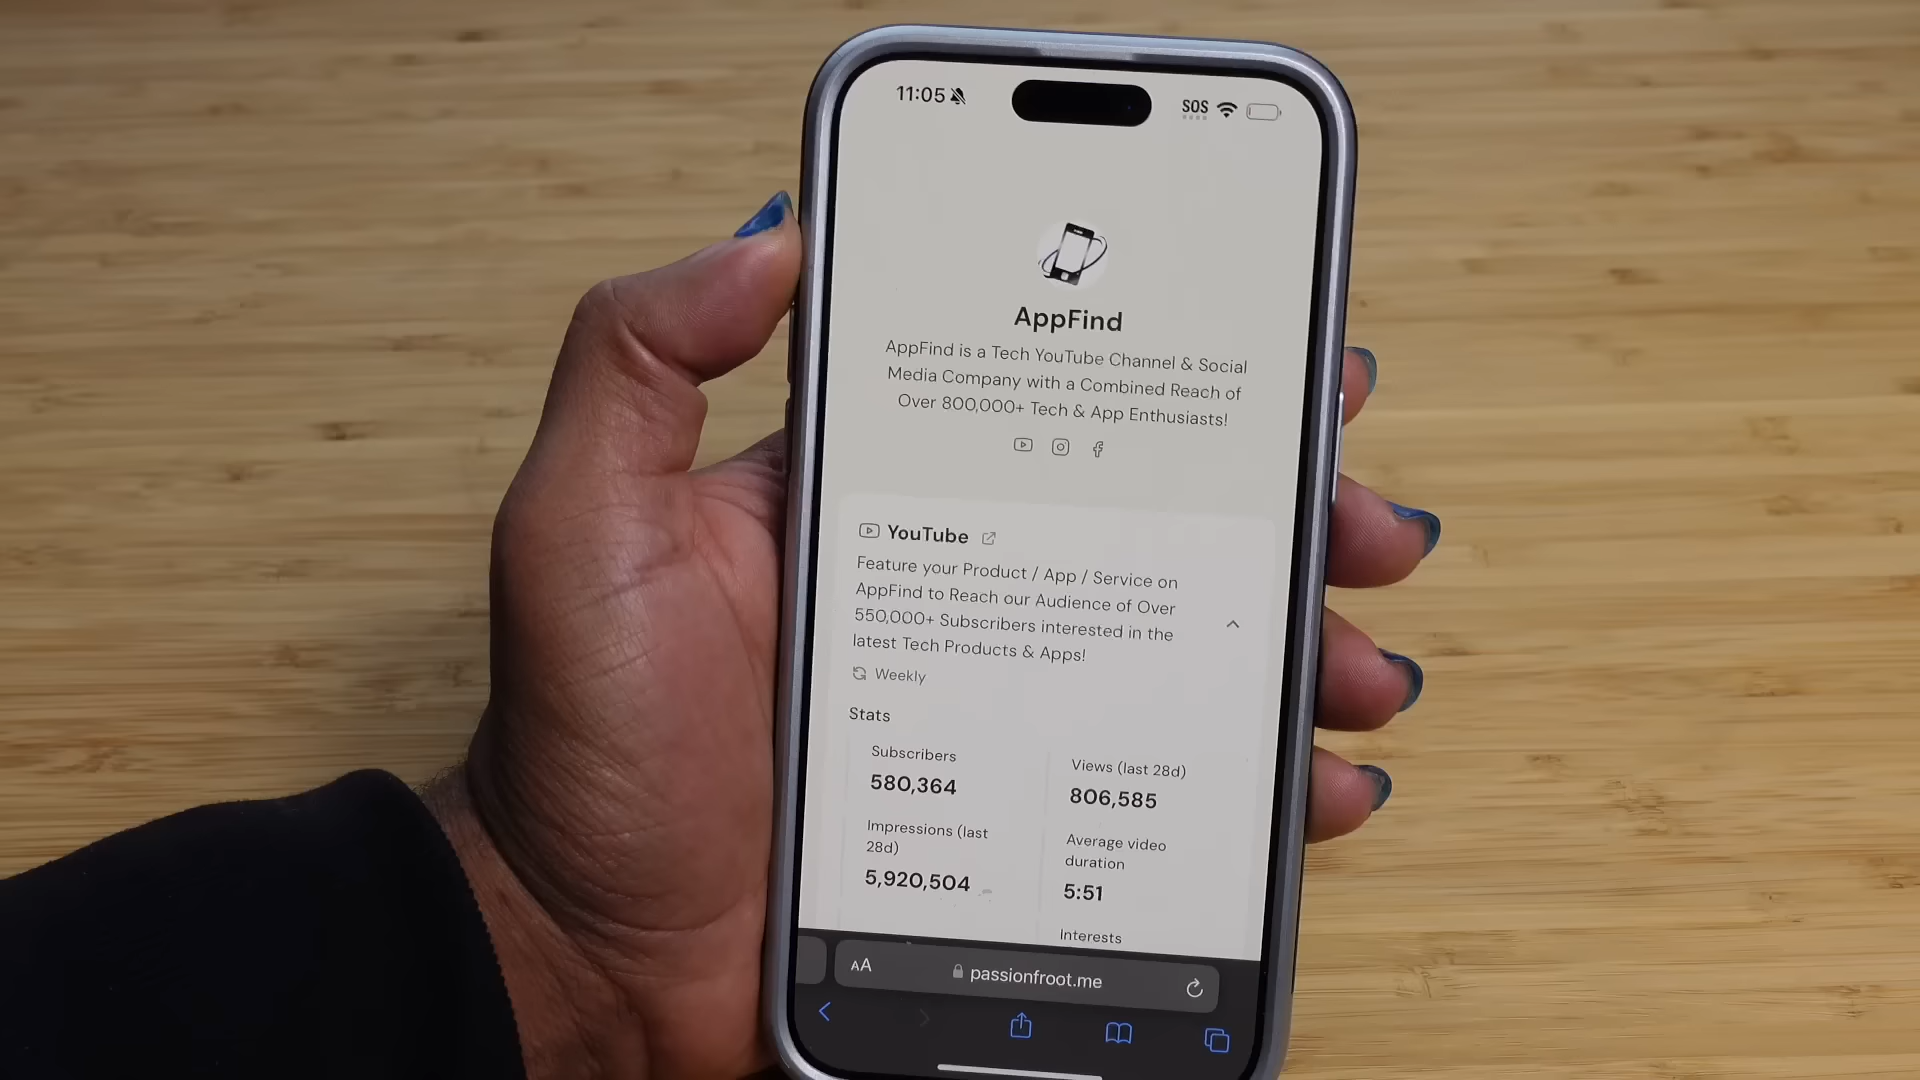 11:05
SOS
AppFind
AppFind is a Tech YouTube Channel & Social
Media Company with a Combined Reach of
Over 800,000+ Tech & App Enthusiasts!
YouTube
Feature your Product / App / Service on
AppFind to Reach our Audience of Over
550,000+ Subscribers interested in the
latest Tech Products & Apps!
Weekly
Stats
Subscribers
580,364
Views (last 28d)
806,585
Impressions (last
28d)
5,920,504
Average video
duration
5:51
Interests
AA
passionfroot.me